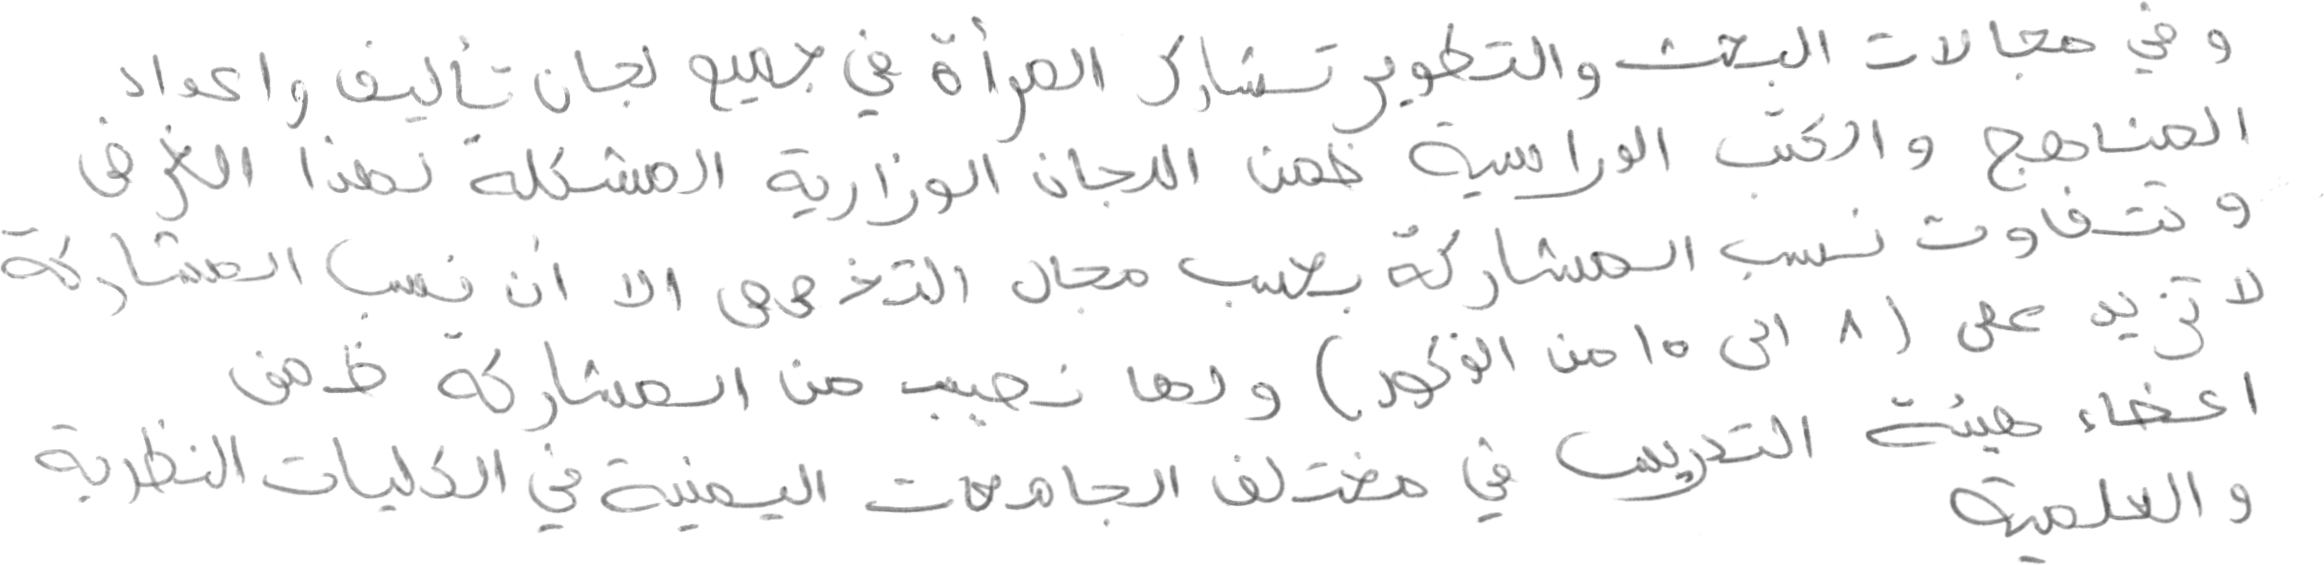 وفي مجالات البحث والتطوير تشارك المرأة في جميع لجان تأليف واعداد
المناهج والكتب الدراسية ضمن اللجان الوزارية المشكلة لهذا الغرض
وتتفاوت نسب المشاركة بحسب مجال التخصص الا أن نسب المشاركة
لا تزيد على (٨ الى ١٥ من الذكور) ولها نصيب من المشاركة ضمن
اعضاء هيئة التدريس في مختلف الجامعات اليمنية في الكليات النظرية
والعلمية